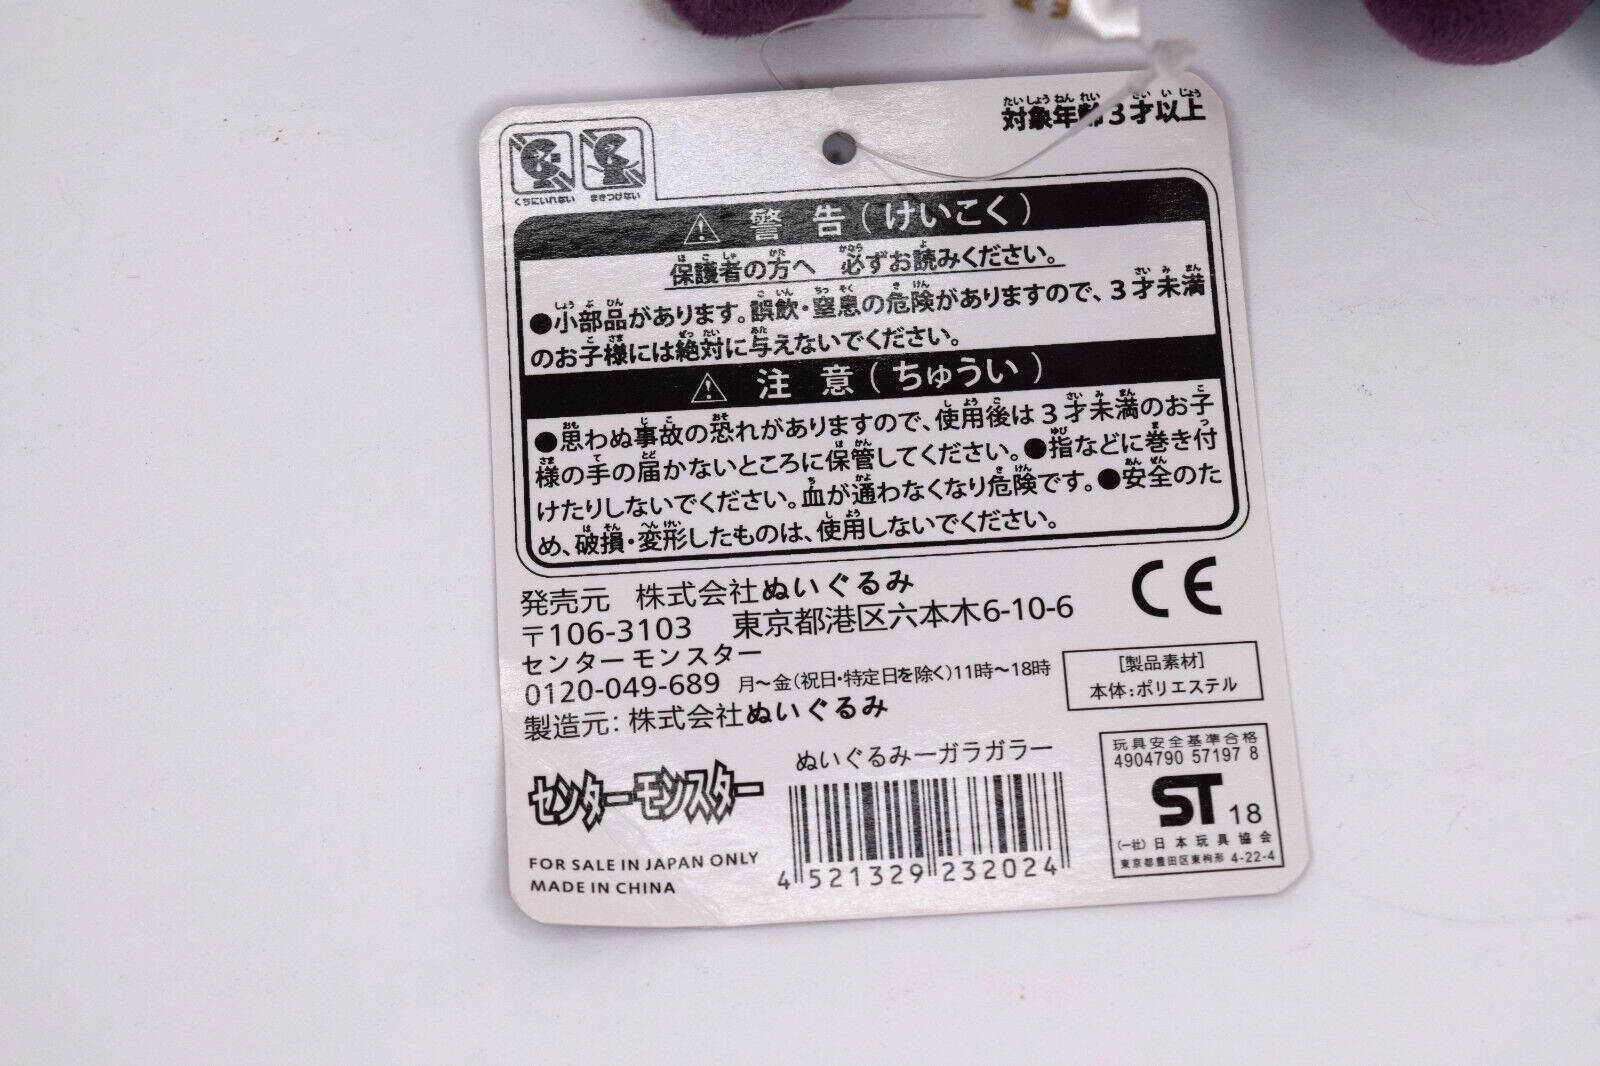 対象年齢3才以上
くちにいれない まきつけない
警告(けいこく)
保護者の方へ 必ずお読みください。
●小部品があります。誤飲・窒息の危険がありますので、3才未満
のお子様には絶対に与えないでください。
注意(ちゅうい)
●思わぬ事故の恐れがありますので、使用後は3才未満のお子
様の手の届かないところに保管してください。●指などに巻き付
けたりしないでください。血が通わなくなり危険です。●安全のた
め、破損・変形したものは、使用しないでください。
発売元 株式会社ぬいぐるみ
〒106-3103 東京都港区六本木6-10-6
センターモンスター
0120-049-689 月〜金(祝日・特定日を除く)11時〜18時
製造元: 株式会社ぬいぐるみ
CE
[製品素材]
本体:ポリエステル
センターモンスター
FOR SALE IN JAPAN ONLY
MADE IN CHINA
ぬいぐるみーガラガラー
4 521329 232024
玩具安全基準合格
4904790 57197 8
ST 18
(一社)日本玩具協会
東京都豊田区東枸形 4-22-4